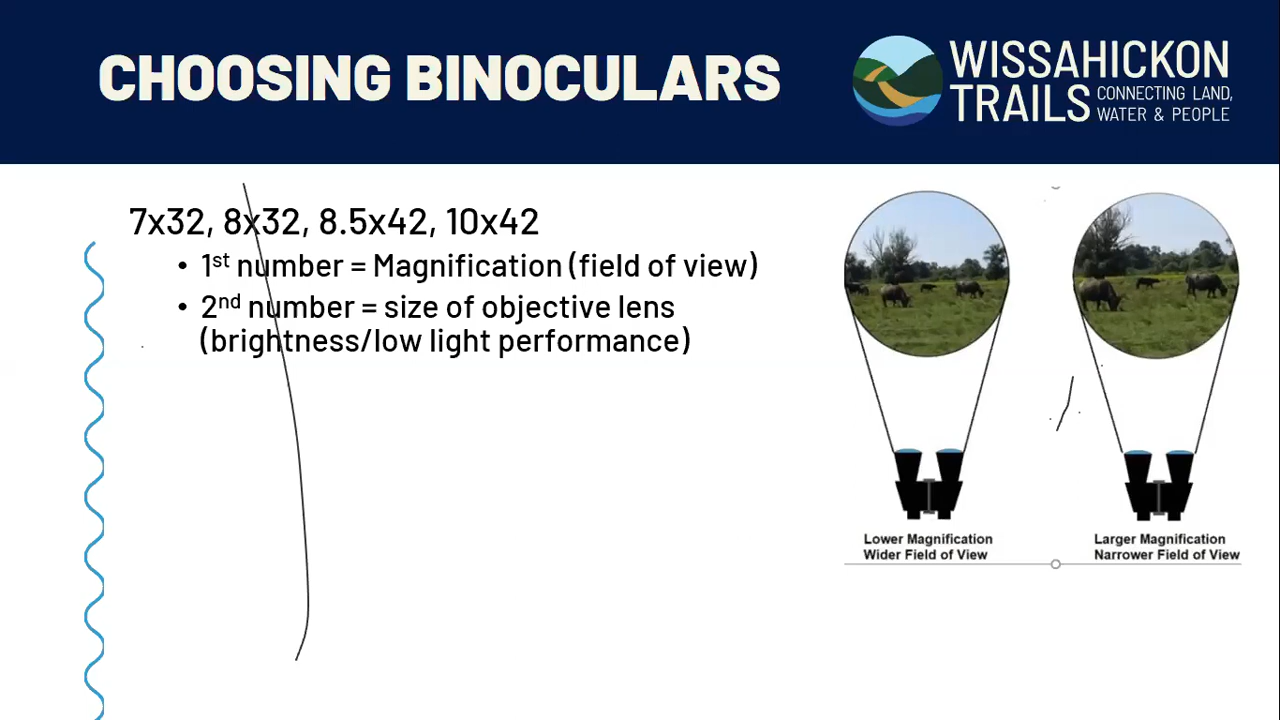 CHOOSING BINOCULARS
WISSAHICKON
TRAILS
CONNECTING LAND,
WATER & PEOPLE
7x32, 8x32, 8.5x42, 10x42
• 1st number = Magnification (field of view)
• 2nd number = size of objective lens
(brightness/low light performance)
Lower Magnification
Wider Field of View
Larger Magnification
Narrower Field of View